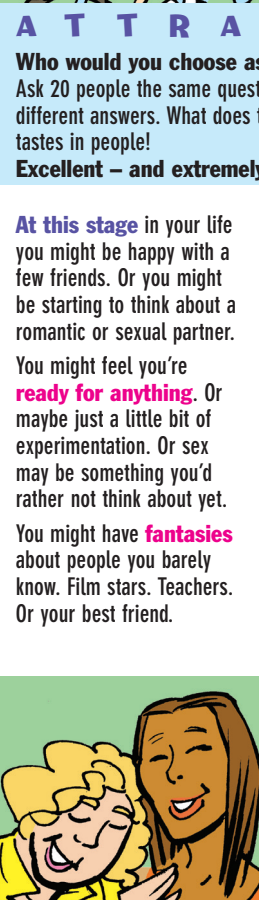 A T T R A
Who would you choose as
Ask 20 people the same quest
different answers. What does t
tastes in people!
Excellent – and extremely
At this stage in your life
you might be happy with a
few friends. Or you might
be starting to think about a
romantic or sexual partner.
You might feel you're
ready for anything. Or
maybe just a little bit of
experimentation. Or sex
may be something you'd
rather not think about yet.
You might have fantasies
about people you barely
know. Film stars. Teachers.
Or your best friend.